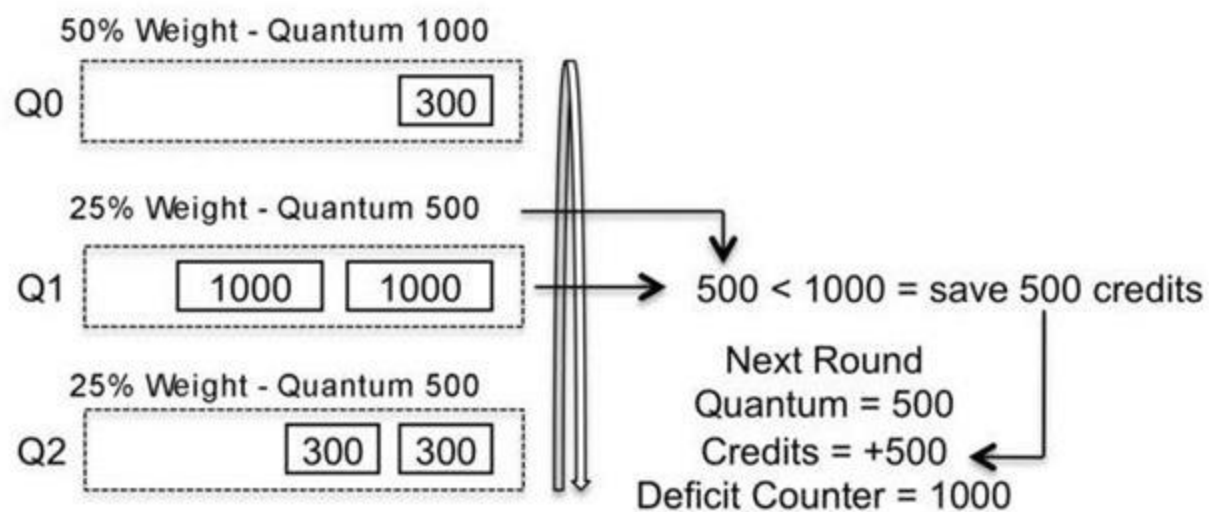 50% Weight - Quantum 1000
Q0
300
25% Weight - Quantum 500
Q1
1000 1000
500 < 1000 = save 500 credits
Next Round
Quantum = 500
Credits = +500
Deficit Counter = 1000
25% Weight - Quantum 500
Q2
300 300